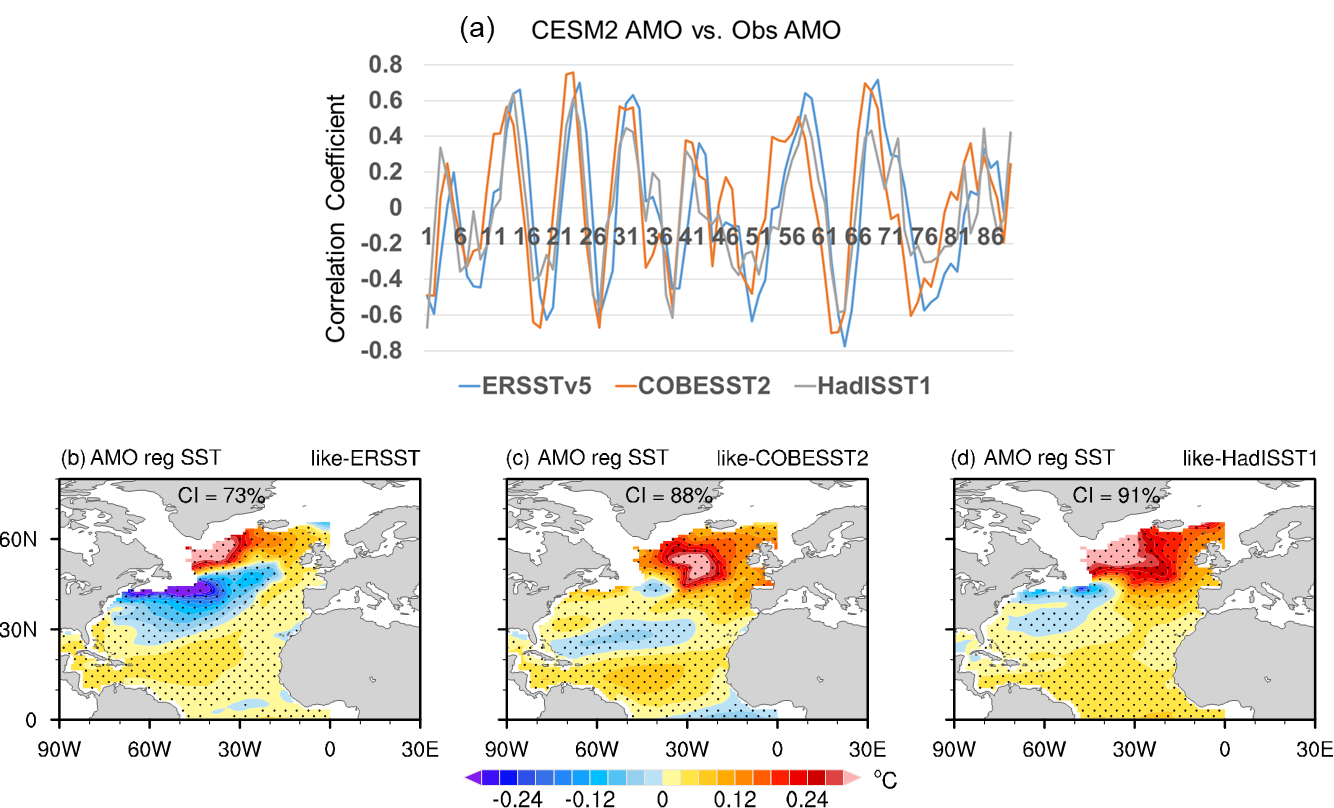 (a) CESM2 AMO vs. Obs AMO
Correlation Coefficient
0.8
0.6
0.4
0.2
0
-0.2
-0.4
-0.6
-0.8
1 6 11 16 21 26 31 36 41 46 51 56 61 66 71 76 81 86
ERSSTv5 COBESST2 HadISST1
(b) AMO reg SST like-ERSST
CI = 73%
(c) AMO reg SST like-COBESST2
CI = 88%
(d) AMO reg SST like-HadISST1
CI = 91%
60N
30N
0
90W 60W 30W 0 30E
90W 60W 30W 0 30E
90W 60W 30W 0 30E
-0.24 -0.12 0 0.12 0.24 °C